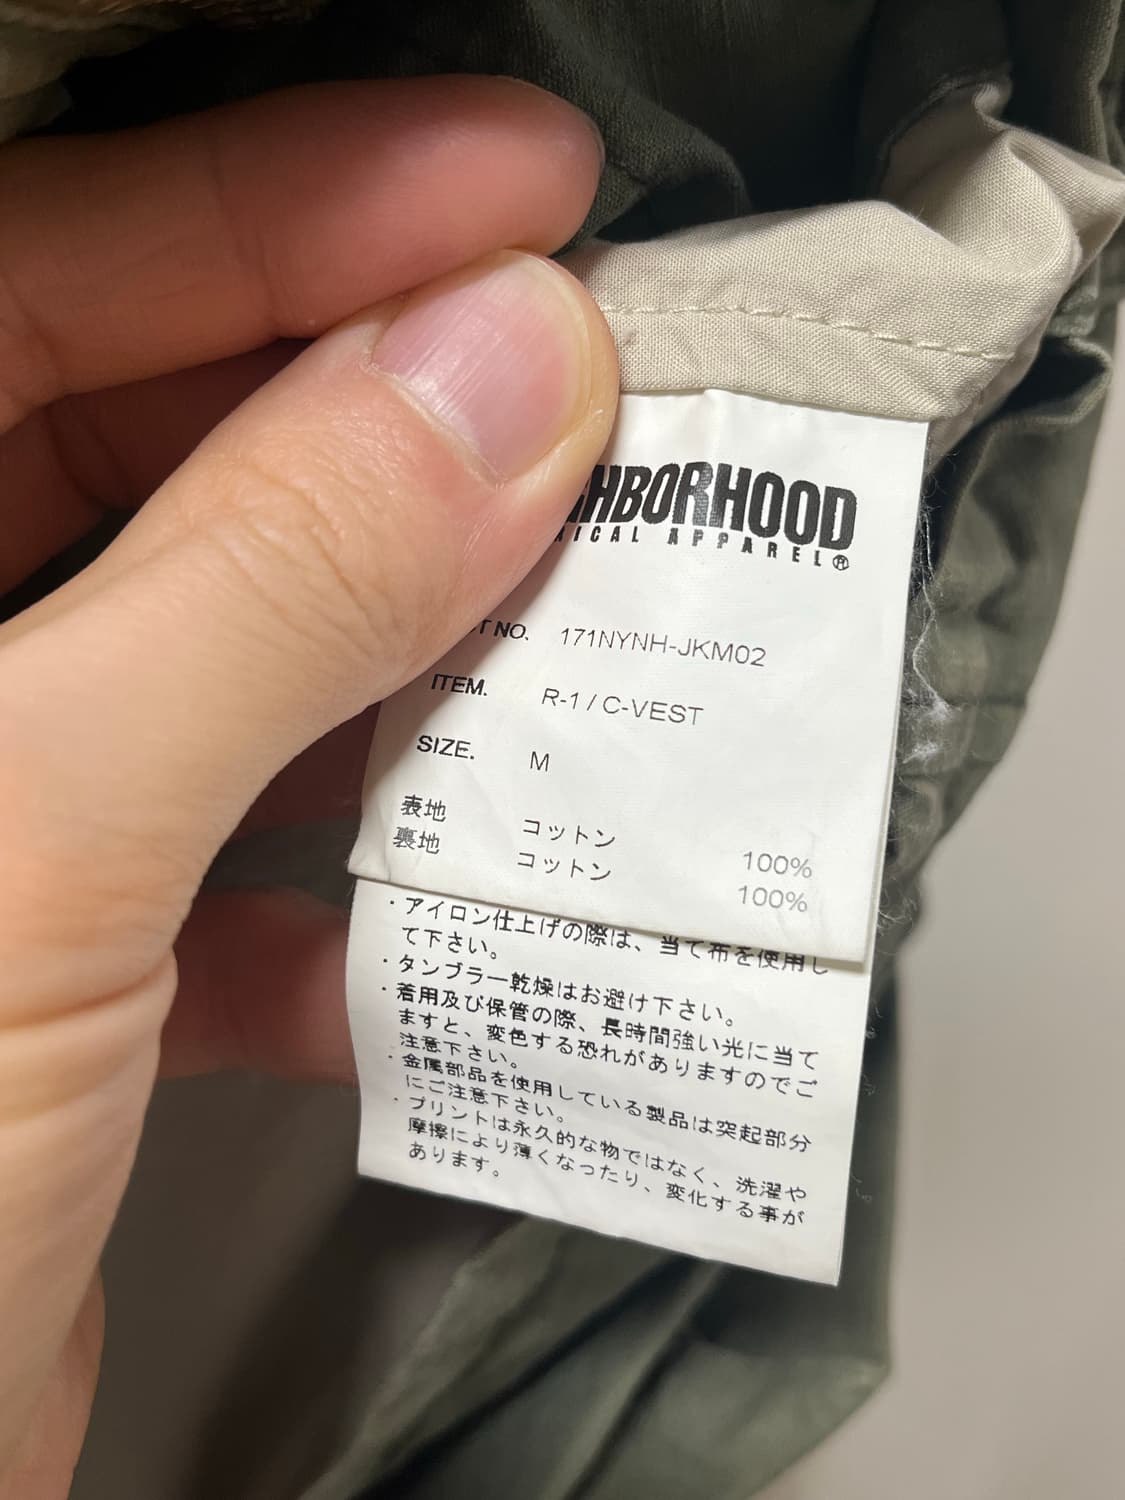 HBORHOOD
ICAL APPAREL®
T NO. 171NYNH-JKM02
ITEM. R-1 / C-VEST
SIZE. M
表地 コットン 100%
裏地 コットン 100%
・アイロン仕上げの際は、当て布を使用し
て下さい。
・タンブラー乾燥はお避け下さい。
・着用及び保管の際、長時間強い光に当て
ますと、変色する恐れがありますのでご
注意下さい。
・金属部品を使用している製品は突起部分
にご注意下さい。
・プリントは永久的な物ではなく、洗濯や
摩擦により薄くなったり、変化する事が
あります。